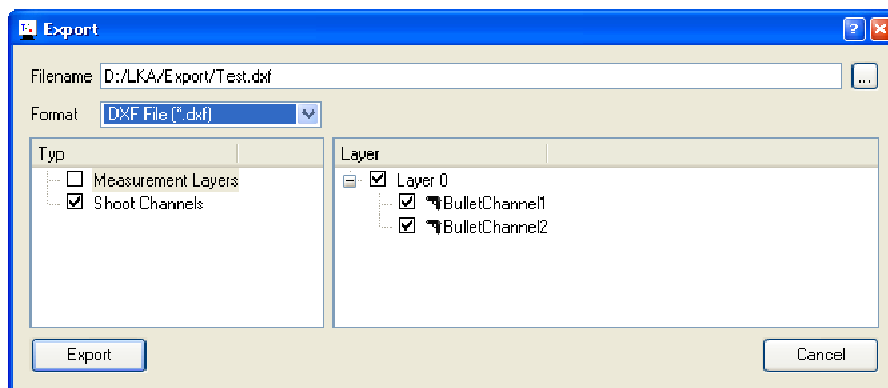 Export
Filename D:/LKA/Export/Test.dxf ...
Format DXF File (*.dxf)
Typ
Measurement Layers
Shoot Channels
Layer
Layer 0
BulletChannel1
BulletChannel2
Export
Cancel